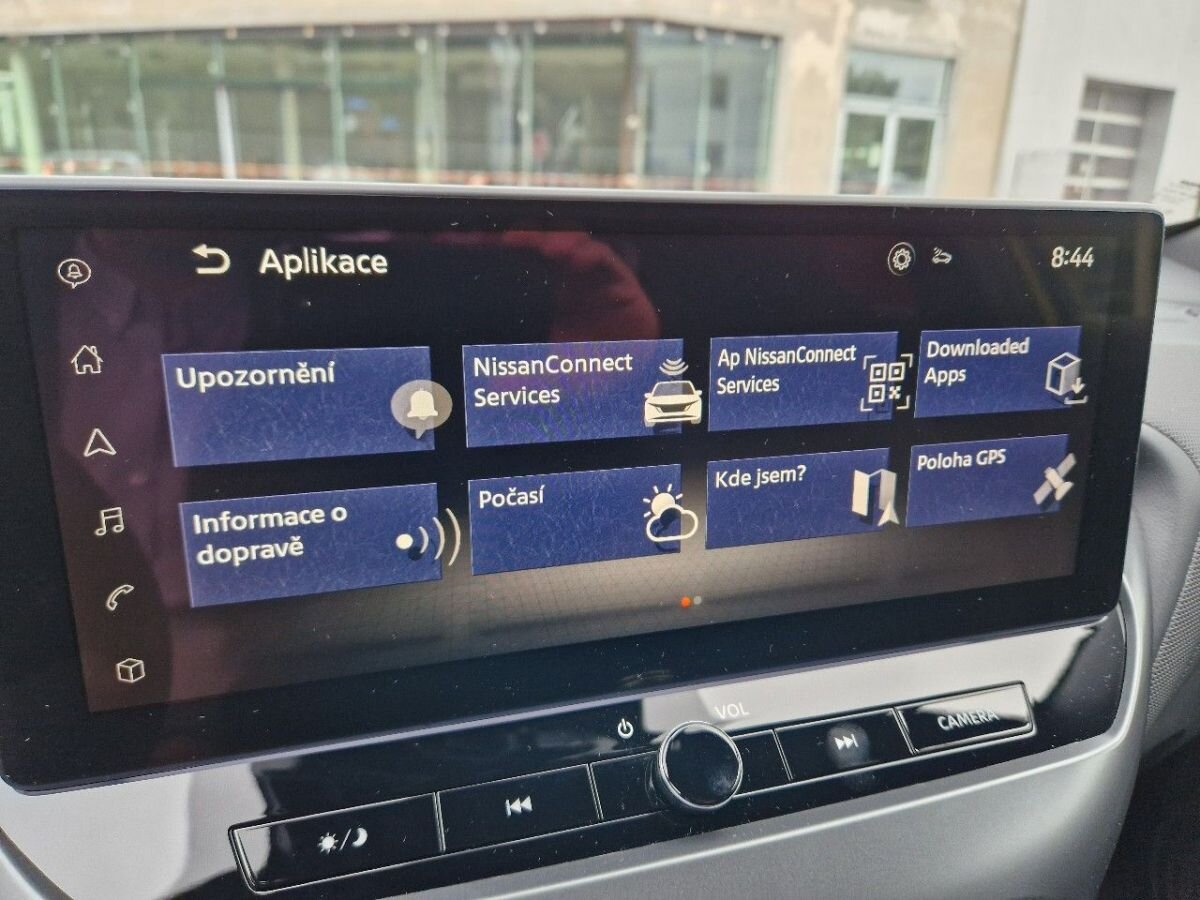 Aplikace
8:44
Upozornění
NissanConnect
Services
Ap NissanConnect
Services
Downloaded
Apps
Informace o
dopravě
Počasí
Kde jsem?
Poloha GPS
VOL
CAMERA